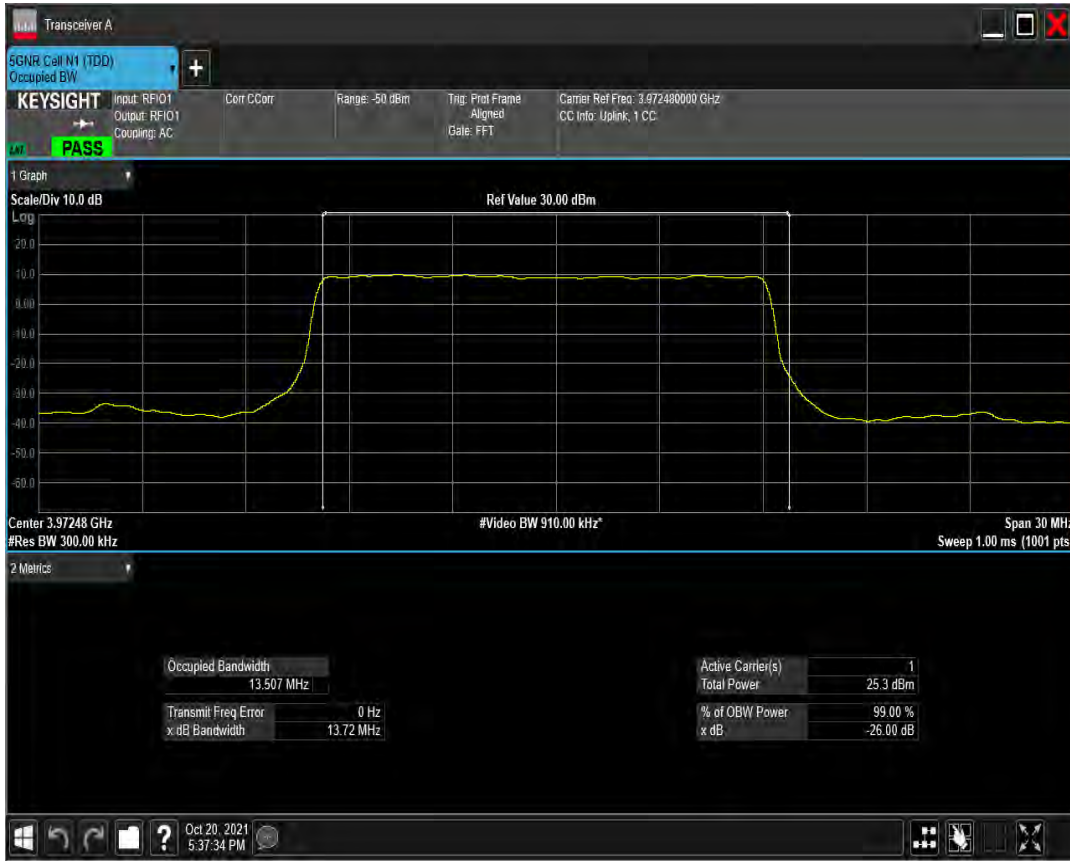 Transceiver A
5GNR Cell N1 (TDD)
Occupied BW
+
KEYSIGHT
PASS
Input: RFIO1
Output: RFIO1
Coupling: AC
Corr CCorr
Range: -50 dBm
Trig: Prot Frame
Aligned
Gate: FFT
Carrier Ref Freq: 3.972480000 GHz
CC Info: Uplink, 1 CC
1 Graph
Scale/Div 10.0 dB
Ref Value 30.00 dBm
Log
20.0
10.0
0.00
-10.0
-20.0
-30.0
-40.0
-50.0
-60.0
Center 3.97248 GHz
#Video BW 910.00 kHz*
Span 30 MHz
#Res BW 300.00 kHz
Sweep 1.00 ms (1001 pts
2 Metrics
Occupied Bandwidth
13.507 MHz
Transmit Freq Error 0 Hz
x dB Bandwidth 13.72 MHz
Active Carrier(s) 1
Total Power 25.3 dBm
% of OBW Power 99.00 %
x dB -26.00 dB
?
Oct 20, 2021
5:37:34 PM